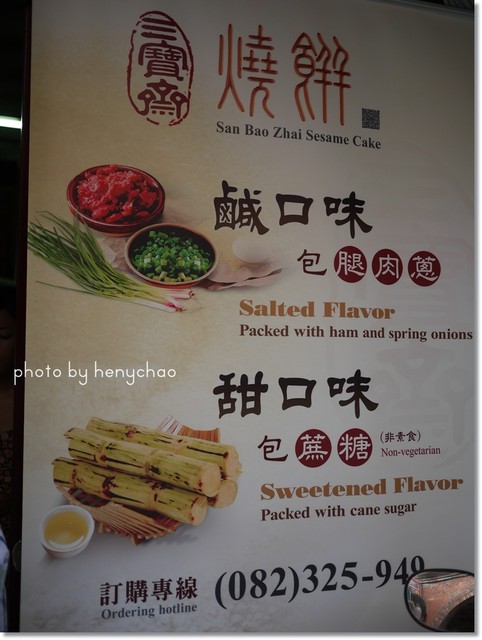 三寶齋
燒餅
San Bao Zhai Sesame Cake
鹹口味
包腿肉蔥
Salted Flavor
Packed with ham and spring onions
photo by henychao
甜口味
包蔗糖(非素食)
Non-vegetarian
Sweetened Flavor
Packed with cane sugar
訂購專線
Ordering hotline
(082)325-949